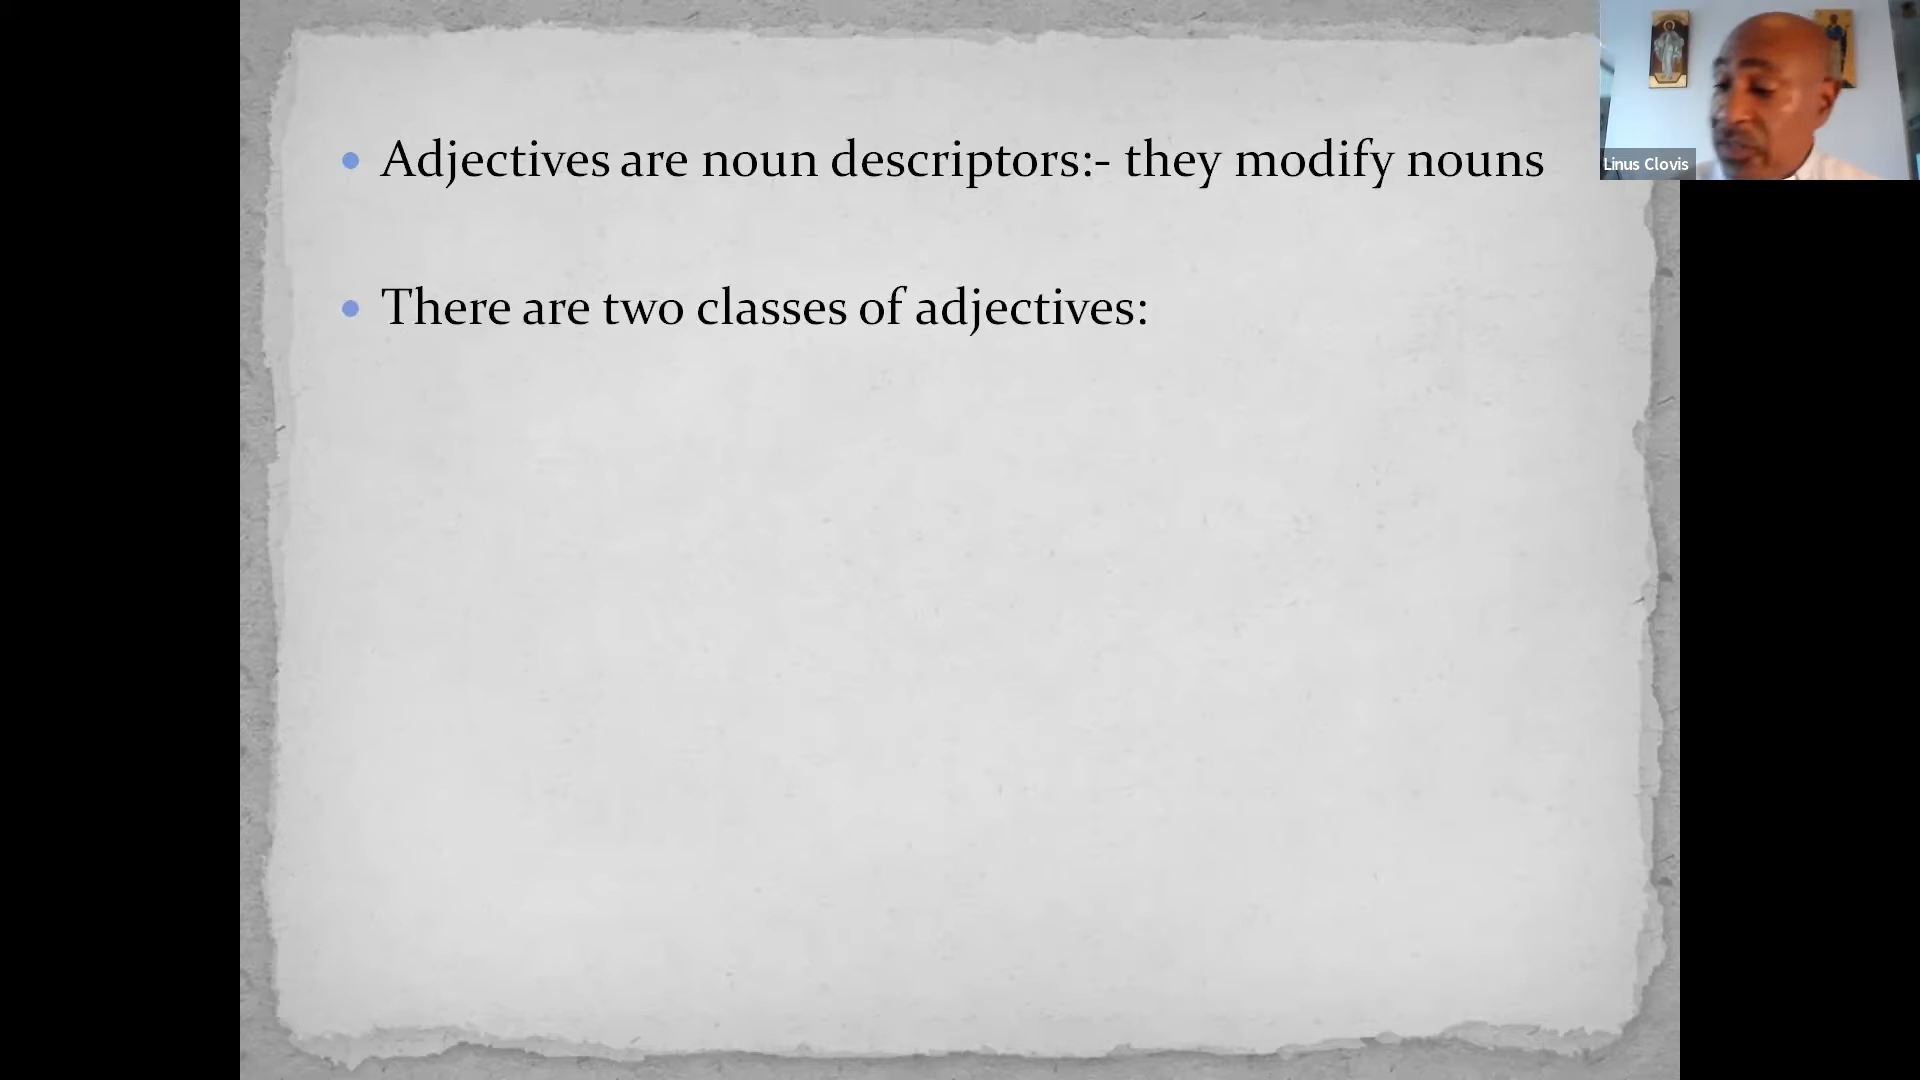 Adjectives are noun descriptors:- they modify nouns
There are two classes of adjectives:
Linus Clovis